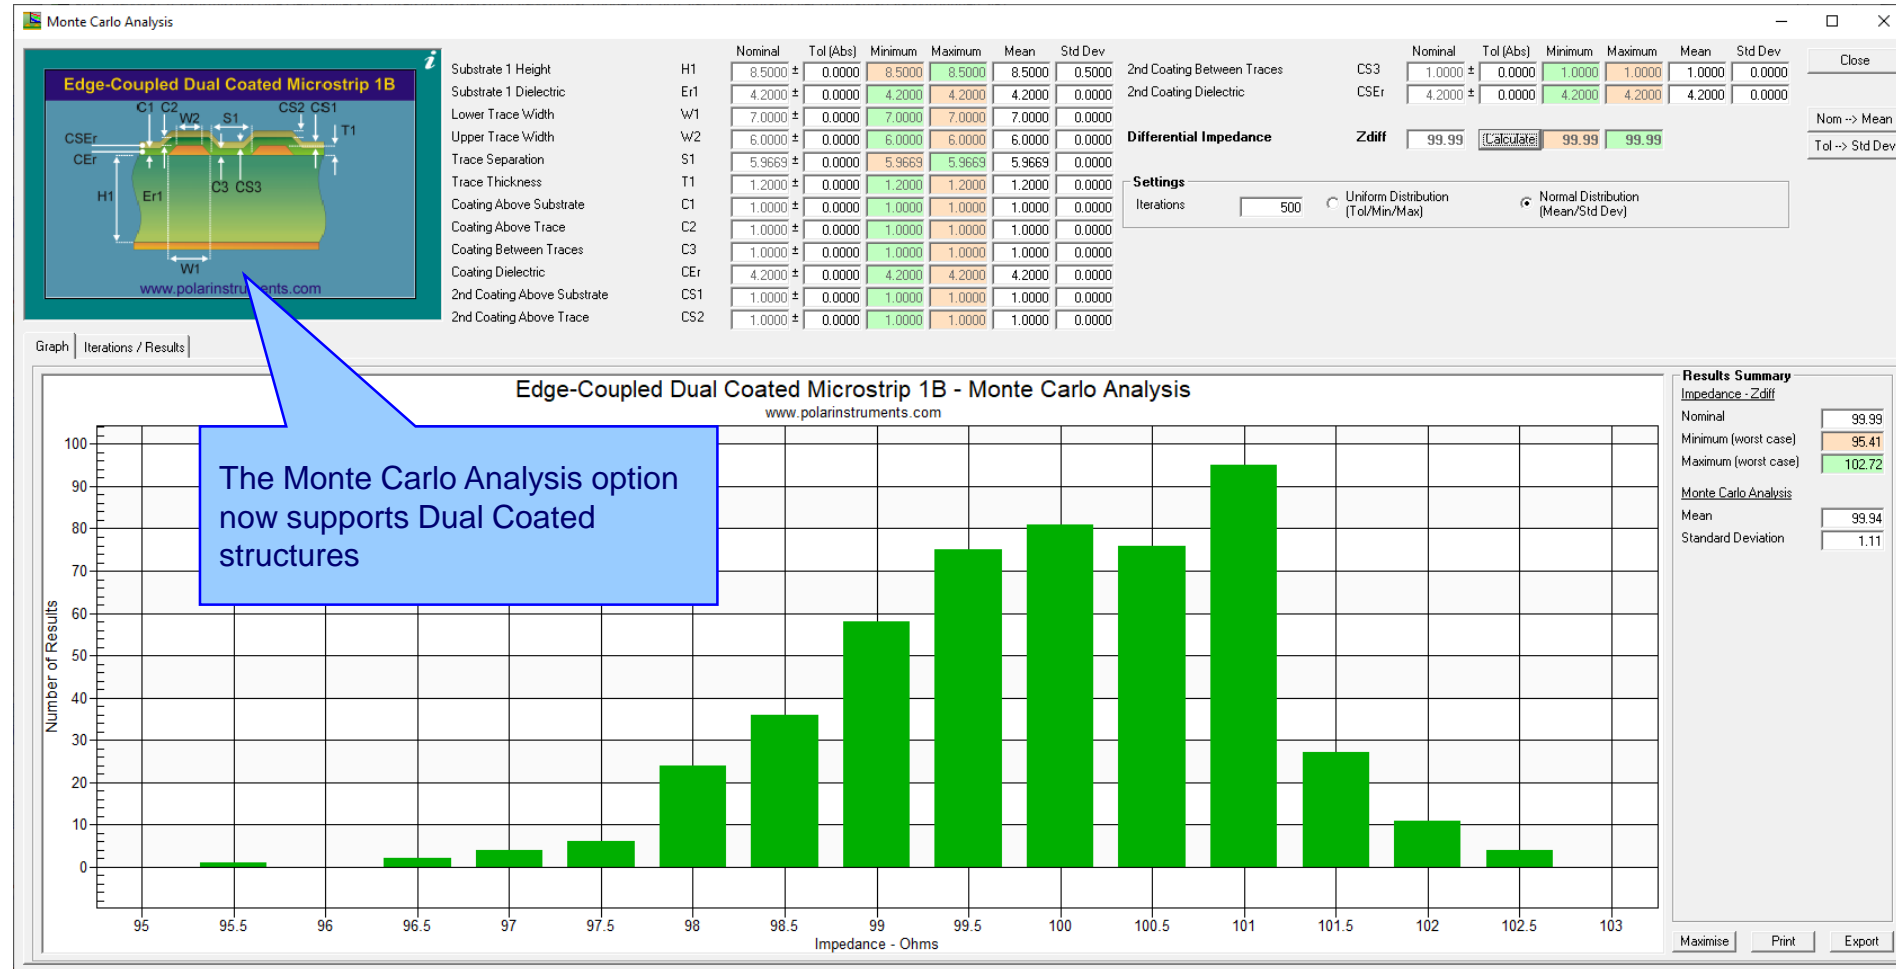 Monte Carlo Analysis
i
Edge-Coupled Dual Coated Microstrip 1B
C1 C2 W2 S1 CS2 CS1
T1
CSEr
CEr
H1 Er1 C3 CS3
W1
www.polarinstruments.com
Nominal Tol (Abs) Minimum Maximum Mean Std Dev
Substrate 1 Height H1 8.5000 ± 0.0000 8.5000 8.5000 8.5000 0.5000
Substrate 1 Dielectric Er1 4.2000 ± 0.0000 4.2000 4.2000 4.2000 0.0000
Lower Trace Width W1 7.0000 ± 0.0000 7.0000 7.0000 7.0000 0.0000
Upper Trace Width W2 6.0000 ± 0.0000 6.0000 6.0000 6.0000 0.0000
Trace Separation S1 5.9669 ± 0.0000 5.9669 5.9669 5.9669 0.0000
Trace Thickness T1 1.2000 ± 0.0000 1.2000 1.2000 1.2000 0.0000
Coating Above Substrate C1 1.0000 ± 0.0000 1.0000 1.0000 1.0000 0.0000
Coating Above Trace C2 1.0000 ± 0.0000 1.0000 1.0000 1.0000 0.0000
Coating Between Traces C3 1.0000 ± 0.0000 1.0000 1.0000 1.0000 0.0000
Coating Dielectric CEr 4.2000 ± 0.0000 4.2000 4.2000 4.2000 0.0000
2nd Coating Above Substrate CS1 1.0000 ± 0.0000 1.0000 1.0000 1.0000 0.0000
2nd Coating Above Trace CS2 1.0000 ± 0.0000 1.0000 1.0000 1.0000 0.0000
Nominal Tol (Abs) Minimum Maximum Mean Std Dev
2nd Coating Between Traces CS3 1.0000 ± 0.0000 1.0000 1.0000 1.0000 0.0000
2nd Coating Dielectric CSEr 4.2000 ± 0.0000 4.2000 4.2000 4.2000 0.0000
Differential Impedance Zdiff 99.99 Calculate 99.99 99.99
Settings
Iterations 500
Uniform Distribution
(Tol/Min/Max)
Normal Distribution
(Mean/Std Dev)
Close
Nom --> Mean
Tol --> Std Dev
Graph Iterations / Results
Edge-Coupled Dual Coated Microstrip 1B - Monte Carlo Analysis
www.polarinstruments.com
The Monte Carlo Analysis option
now supports Dual Coated
structures
Number of Results
100
90
80
70
60
50
40
30
20
10
0
95 95.5 96 96.5 97 97.5 98 98.5 99 99.5 100 100.5 101 101.5 102 102.5 103
Impedance - Ohms
Results Summary
Impedance - Zdiff
Nominal 99.99
Minimum (worst case) 95.41
Maximum (worst case) 102.72
Monte Carlo Analysis
Mean 99.94
Standard Deviation 1.11
Maximise Print Export